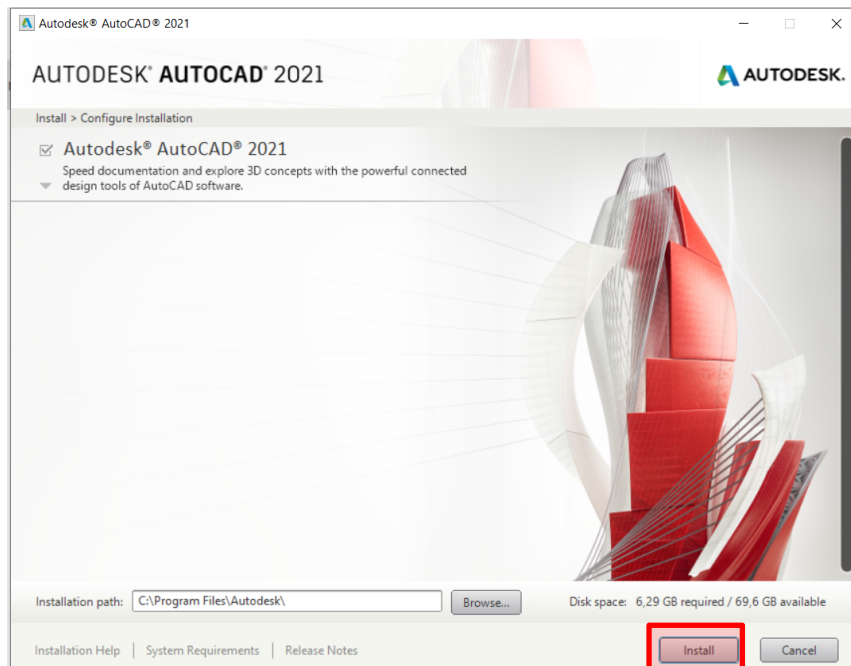 Autodesk® AutoCAD® 2021
AUTODESK® AUTOCAD® 2021
AUTODESK.
Install > Configure Installation
Autodesk® AutoCAD® 2021
Speed documentation and explore 3D concepts with the powerful connected
design tools of AutoCAD software.
Installation path: C:\Program Files\Autodesk\ Browse... Disk space: 6,29 GB required / 69,6 GB available
Installation Help | System Requirements | Release Notes Install Cancel